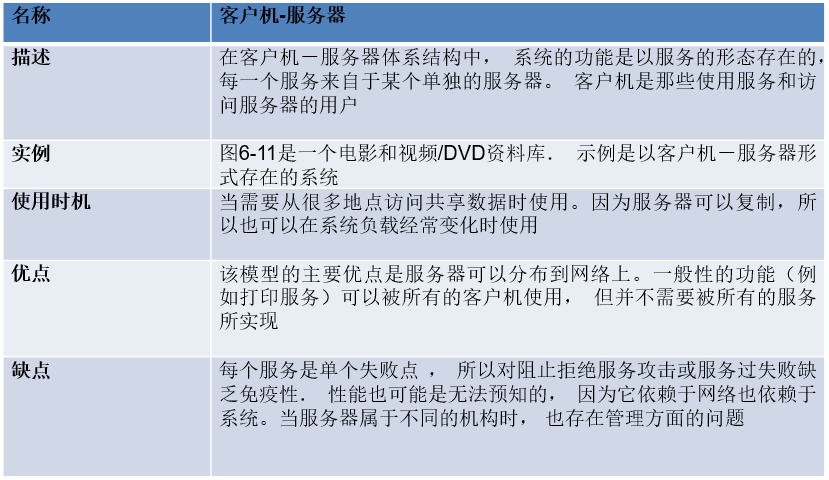 名称
客户机-服务器
描述
在客户机－服务器体系结构中， 系统的功能是以服务的形态存在的，
每一个服务来自于某个单独的服务器。 客户机是那些使用服务和访
问服务器的用户
实例
图6-11是一个电影和视频/DVD资料库． 示例是以客户机－服务器形
式存在的系统
使用时机
当需要从很多地点访问共享数据时使用。因为服务器可以复制，所
以也可以在系统负载经常变化时使用
优点
该模型的主要优点是服务器可以分布到网络上。一般性的功能（例
如打印服务）可以被所有的客户机使用， 但并不需要被所有的服务
所实现
缺点
每个服务是单个失败点 ， 所以对阻止拒绝服务攻击或服务过失败缺
乏免疫性． 性能也可能是无法预知的， 因为它依赖于网络也依赖于
系统。当服务器属于不同的机构时， 也存在管理方面的问题